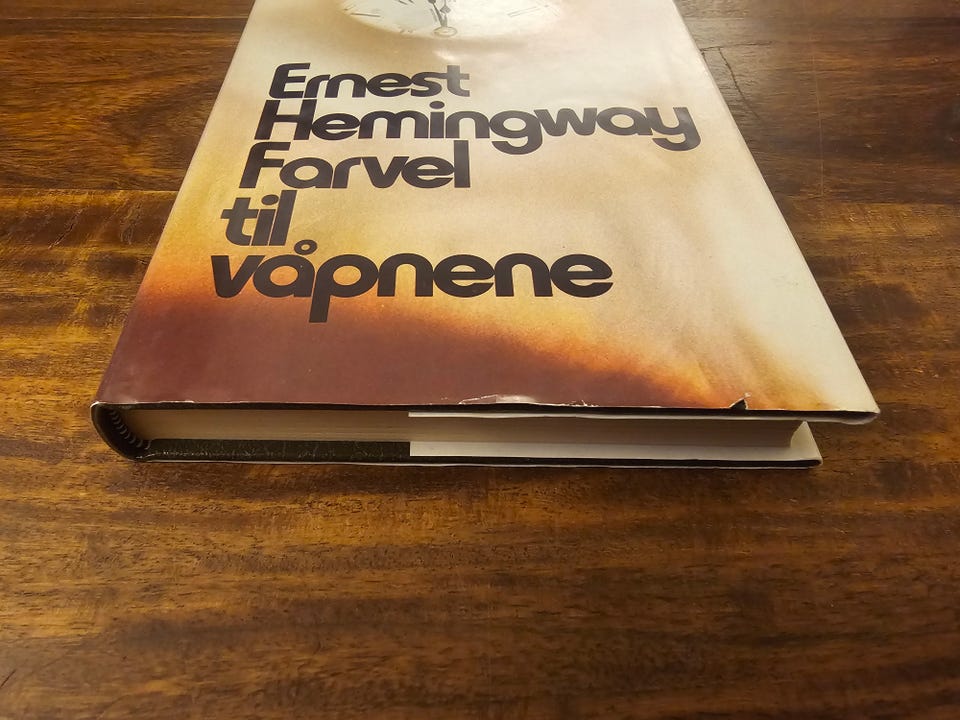 Ernest
Hemingway
Farvel
til
våpnene